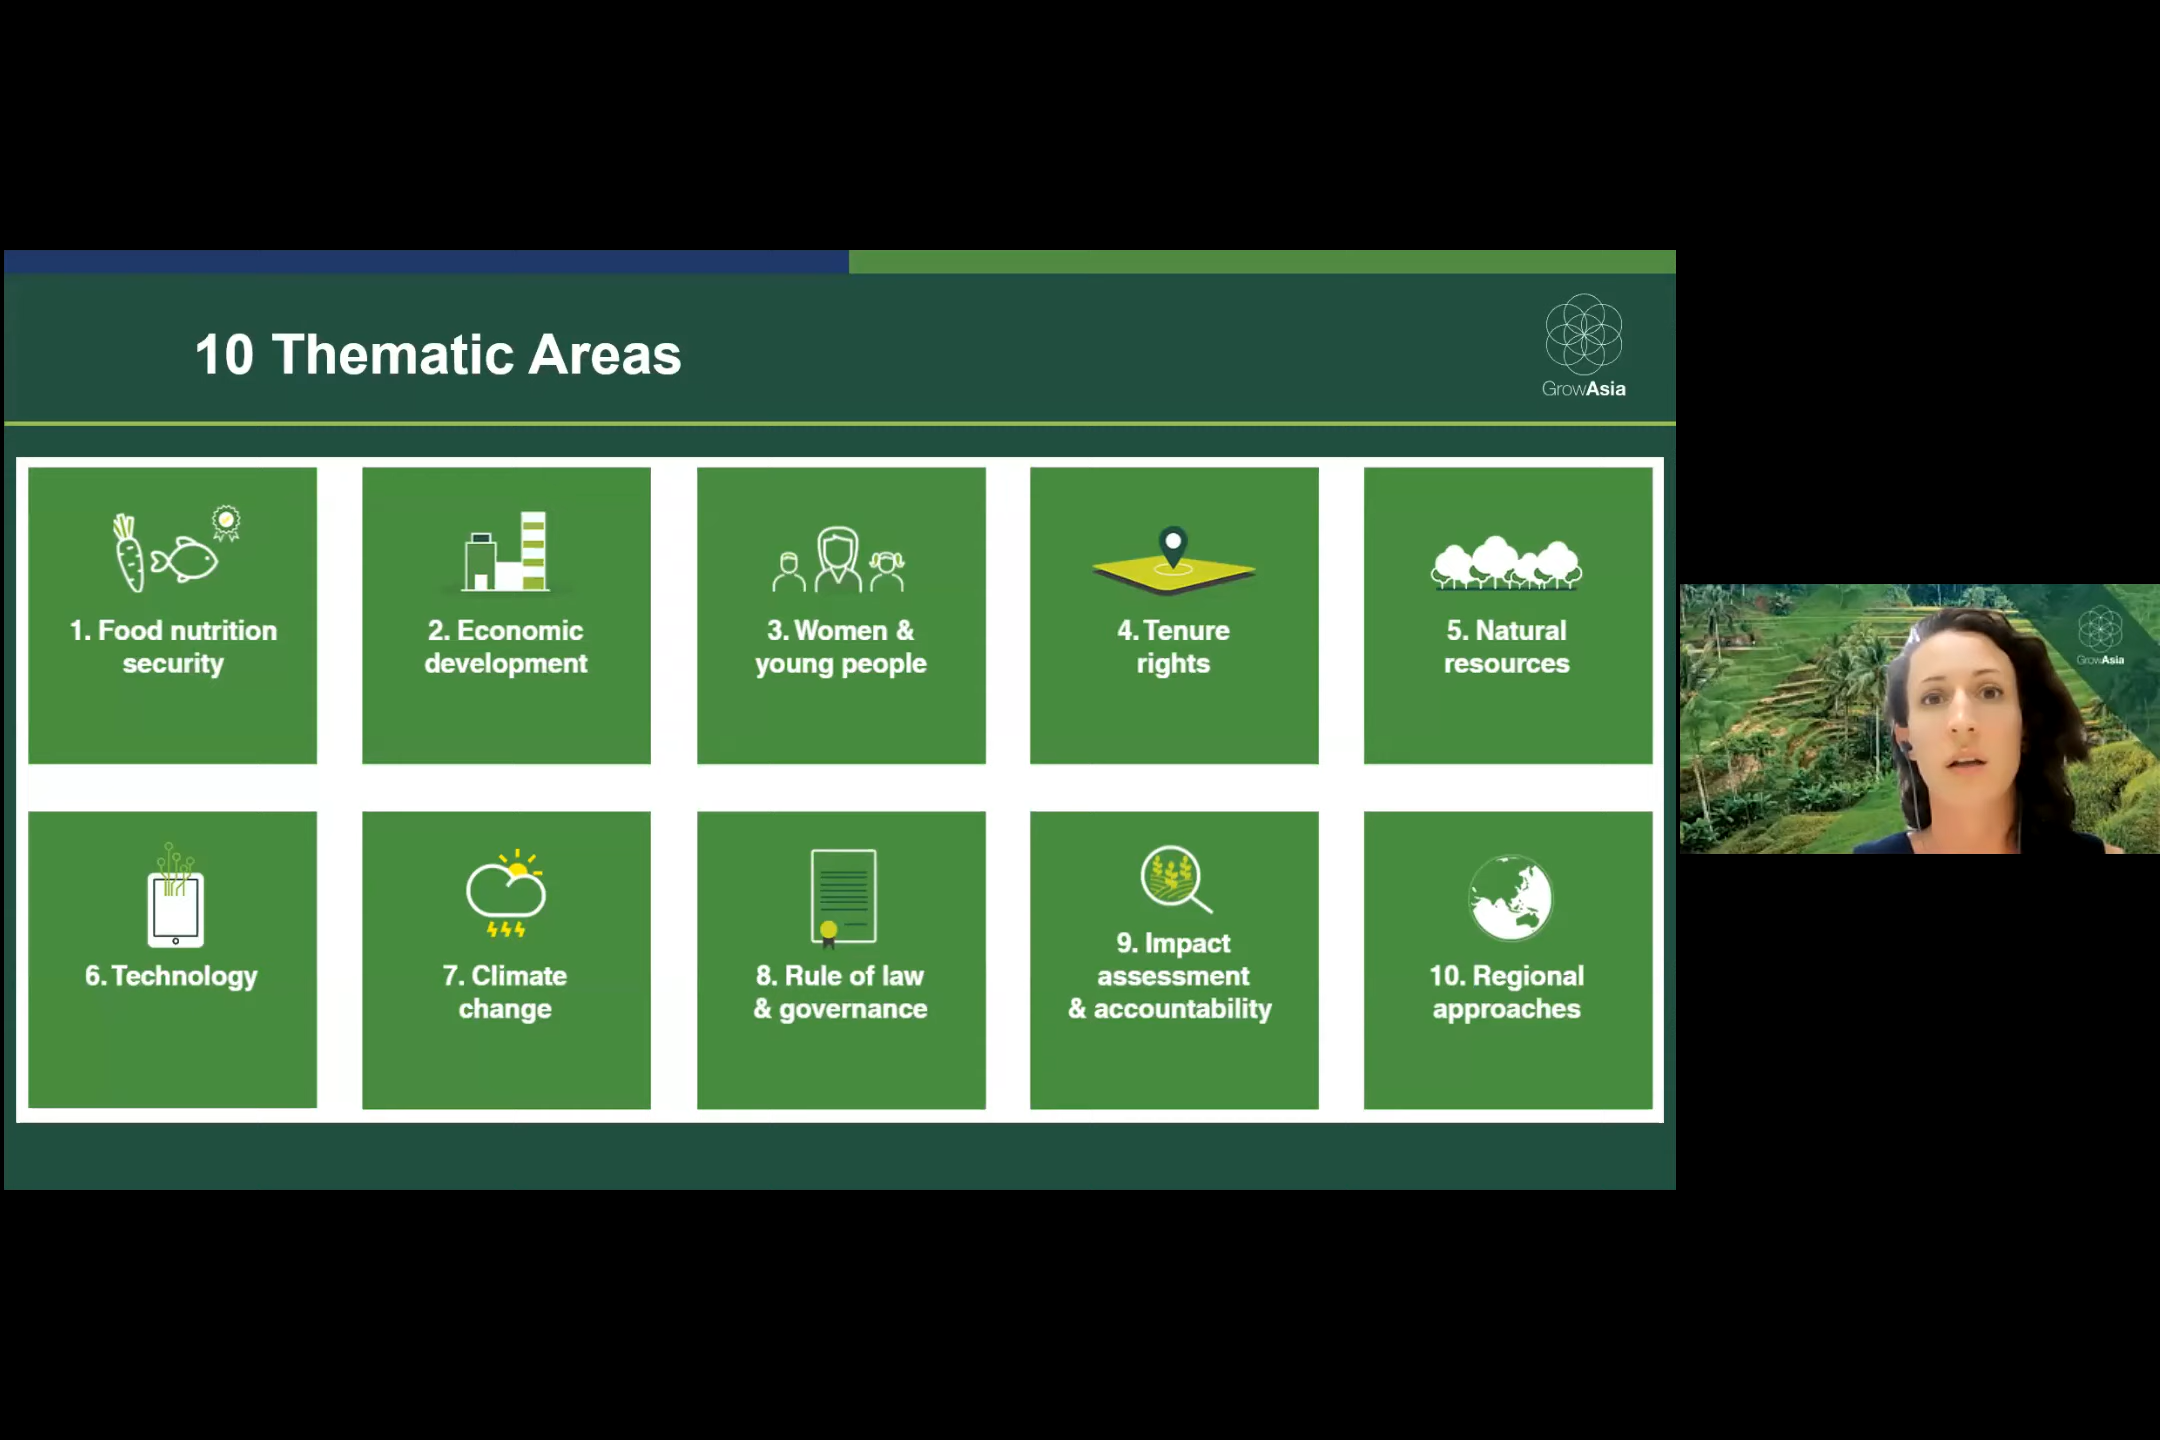 10 Thematic Areas
GrowAsia
1. Food nutrition
security
2. Economic
development
3. Women &
young people
4. Tenure
rights
5. Natural
resources
6. Technology
7. Climate
change
8. Rule of law
& governance
9. Impact
assessment
& accountability
10. Regional
approaches
GrowAsia